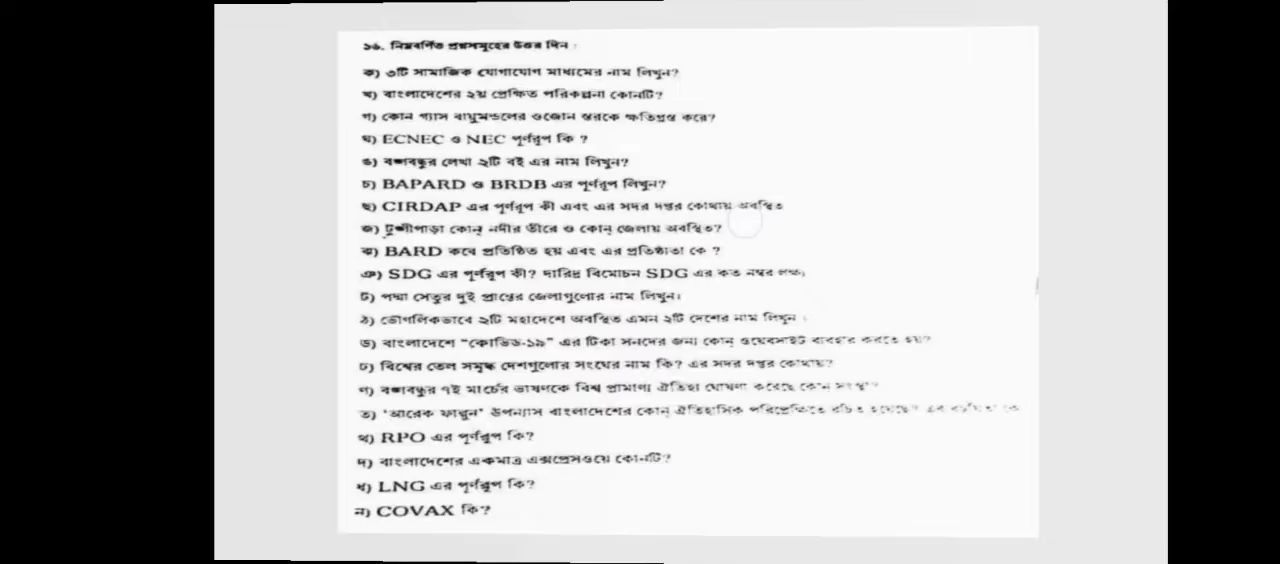 ১৬. নিম্নবর্ণিত প্রশ্নসমূহের উত্তর দিন :
ক) ৩টি সামাজিক যোগাযোগ মাধ্যমের নাম লিখুন?
খ) বাংলাদেশের ২য় প্রেক্ষিত পরিকল্পনা কোনটি?
গ) কোন গ্যাস বায়ুমন্ডলের ওজোন স্তরকে ক্ষতিগ্রস্ত করে?
ঘ) ECNEC ও NEC পূর্ণরূপ কি ?
ঙ) বঙ্গবন্ধুর লেখা ২টি বই এর নাম লিখুন?
চ) BAPARD ও BRDB এর পূর্ণরূপ লিখুন?
ছ) CIRDAP এর পূর্ণরূপ কী এবং এর সদর দপ্তর কোথায় অবস্থিত
জ) টুঙ্গীপাড়া কোন্ নদীর তীরে ও কোন্ জেলায় অবস্থিত?
ঝ) BARD কবে প্রতিষ্ঠিত হয় এবং এর প্রতিষ্ঠাতা কে ?
ঞ) SDG এর পূর্ণরূপ কী? দারিদ্র বিমোচন SDG এর কত নম্বর লক্ষ্য
ট) পদ্মা সেতুর দুই প্রান্তের জেলাগুলোর নাম লিখুন।
ঠ) ভৌগলিকভাবে ২টি মহাদেশে অবস্থিত এমন ২টি দেশের নাম লিখুন ।
ড) বাংলাদেশে “কোভিড-১৯” এর টিকা সনদের জন্য কোন্ ওয়েবসাইট ব্যবহার করতে হয়?
ঢ) বিশ্বের তেল সমৃদ্ধ দেশগুলোর সংঘের নাম কি? এর সদর দপ্তর কোথায়?
ণ) বঙ্গবন্ধুর ৭ই মার্চের ভাষণকে বিশ্ব প্রামাণ্য ঐতিহ্য ঘোষণা করেছে কোন সংস্থা?
ত) 'আরেক ফাল্গুন' উপন্যাস বাংলাদেশের কোন্ ঐতিহাসিক পরিপ্রেক্ষিতে রচিত হয়েছে? এর রচয়িতা কে
থ) RPO এর পূর্ণরূপ কি?
দ) বাংলাদেশের একমাত্র এক্সপ্রেসওয়ে কোনটি?
ধ) LNG এর পূর্ণরূপ কি?
ন) COVAX কি?